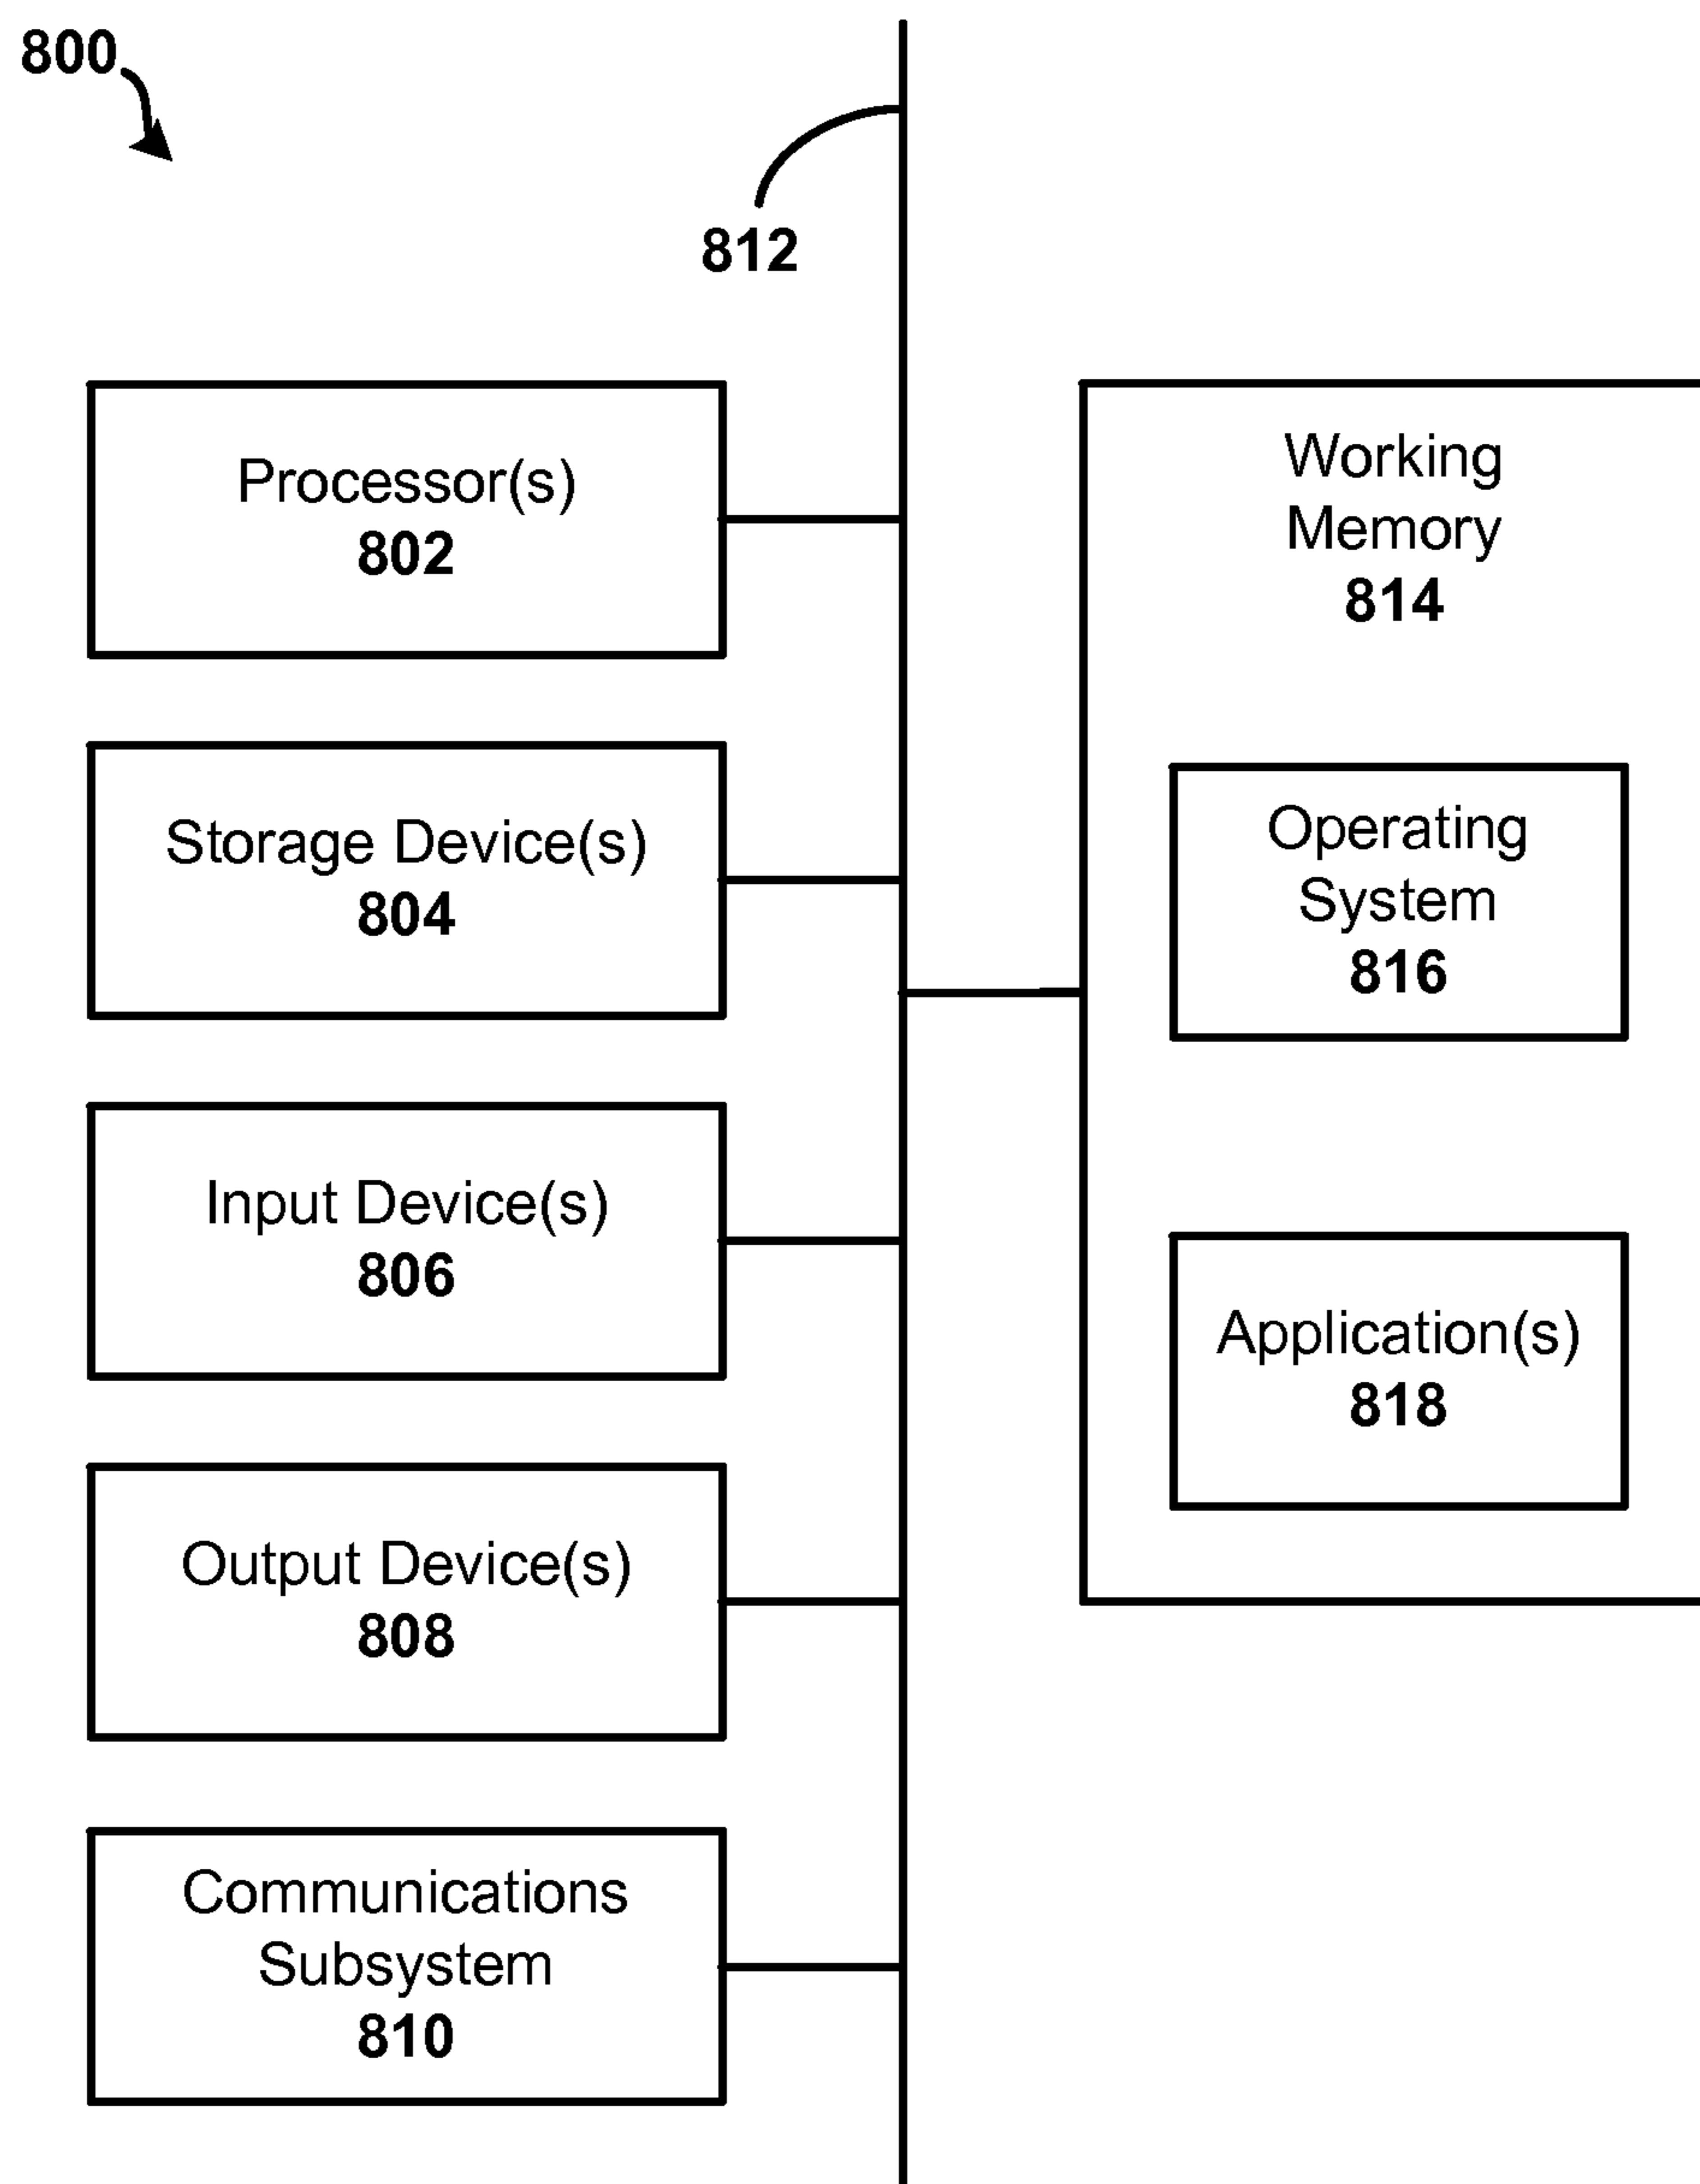 800
812
Processor(s)
802
Storage Device(s)
804
Input Device(s)
806
Output Device(s)
808
Communications
Subsystem
810
Working
Memory
814
Operating
System
816
Application(s)
818